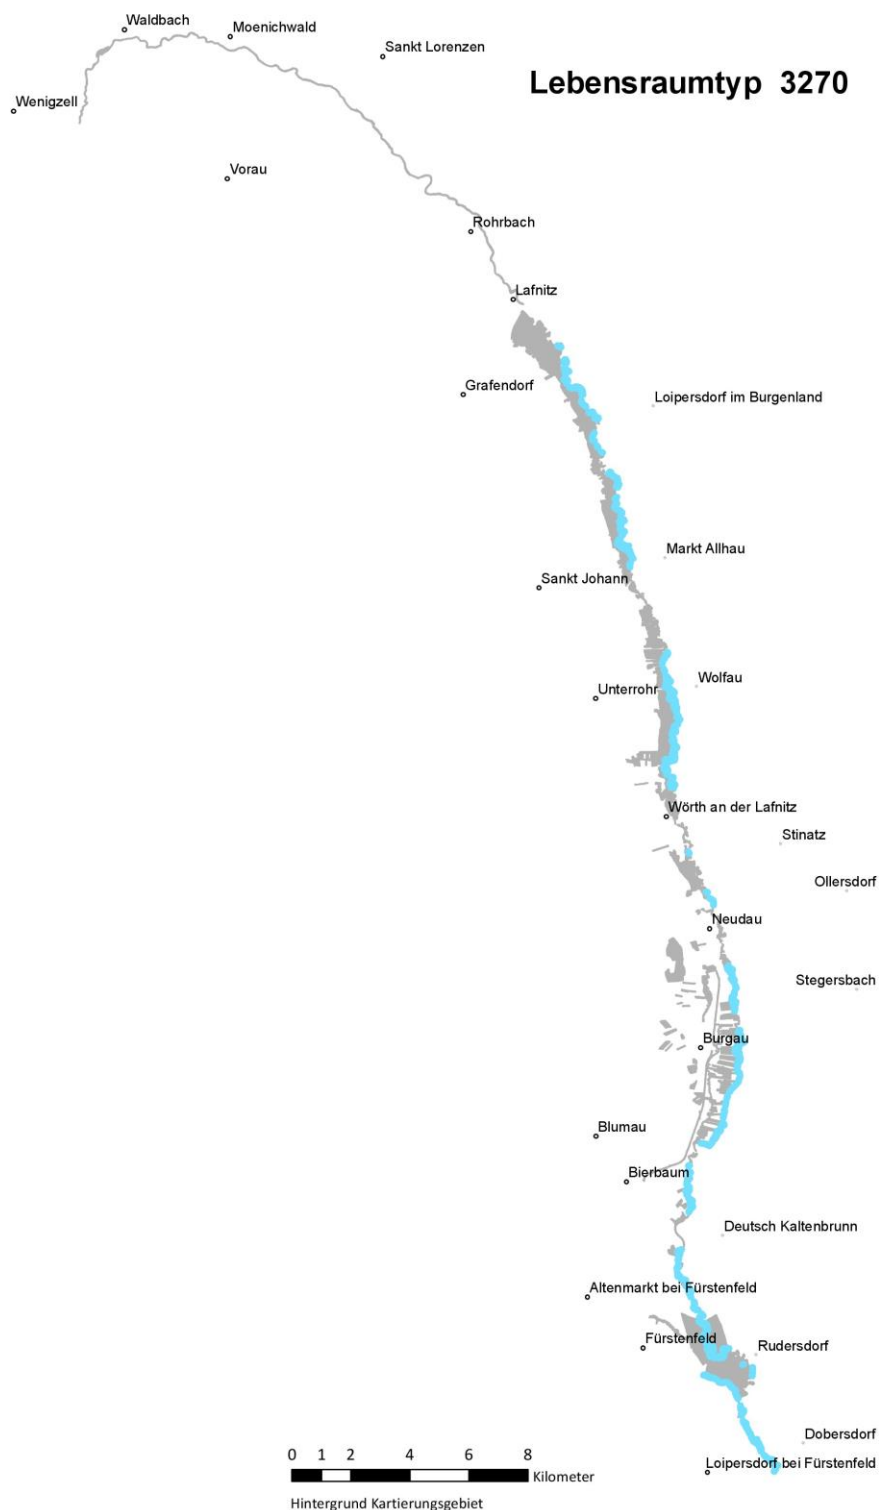 Waldbach
Moenichwald
Sankt Lorenzen
Lebensraumtyp 3270
Wenigzell
Vorau
Rohrbach
Lafnitz
Grafendorf
Loipersdorf im Burgenland
Markt Allhau
Sankt Johann
Wolfau
Unterrohr
Wörth an der Lafnitz
Stinatz
Ollersdorf
Neudau
Stegersbach
Burgau
Blumau
Bierbaum
Deutsch Kaltenbrunn
Altenmarkt bei Fürstenfeld
Fürstenfeld
Rudersdorf
Dobersdorf
Loipersdorf bei Fürstenfeld
0 1 2 4 6 8
Kilometer
Hintergrund Kartierungsgebiet